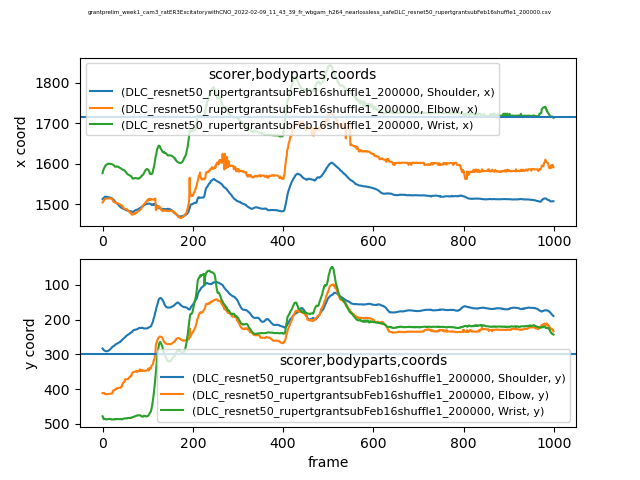 grantprelim_week1_cam3_ratER3ExcitatorywithCNO_2022-02-09_11_43_39_fr_wbgam_h264_nearlossless_safeDLC_resnet50_rupertgrantsubFeb16shuffle1_200000.csv
scorer,bodyparts,coords
(DLC_resnet50_rupertgrantsubFeb16shuffle1_200000, Shoulder, x)
(DLC_resnet50_rupertgrantsubFeb16shuffle1_200000, Elbow, x)
(DLC_resnet50_rupertgrantsubFeb16shuffle1_200000, Wrist, x)
x coord
1800
1700
1600
1500
0 200 400 600 800 1000
y coord
100
200
300
400
500
scorer,bodyparts,coords
(DLC_resnet50_rupertgrantsubFeb16shuffle1_200000, Shoulder, y)
(DLC_resnet50_rupertgrantsubFeb16shuffle1_200000, Elbow, y)
(DLC_resnet50_rupertgrantsubFeb16shuffle1_200000, Wrist, y)
0 200 400 600 800 1000
frame